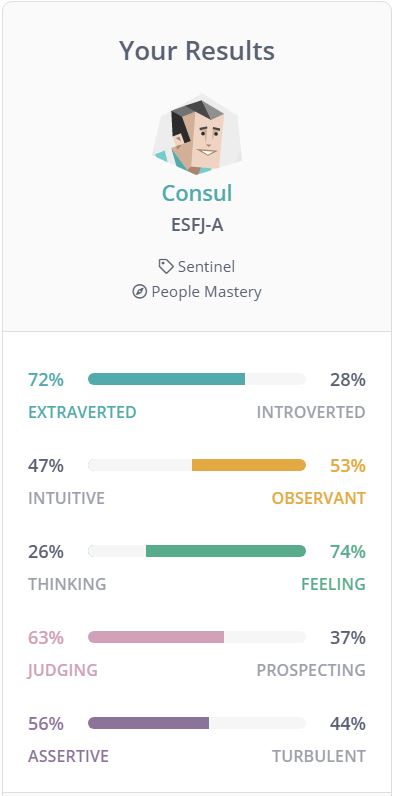 Your Results
Consul
ESFJ-A
Sentinel
People Mastery
72% 28%
EXTRAVERTED INTROVERTED
47% 53%
INTUITIVE OBSERVANT
26% 74%
THINKING FEELING
63% 37%
JUDGING PROSPECTING
56% 44%
ASSERTIVE TURBULENT